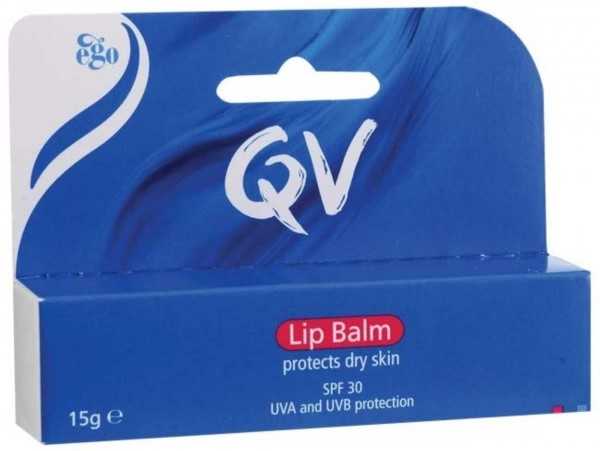 ego
QV
Lip Balm
protects dry skin
SPF 30
UVA and UVB protection
15g ℮